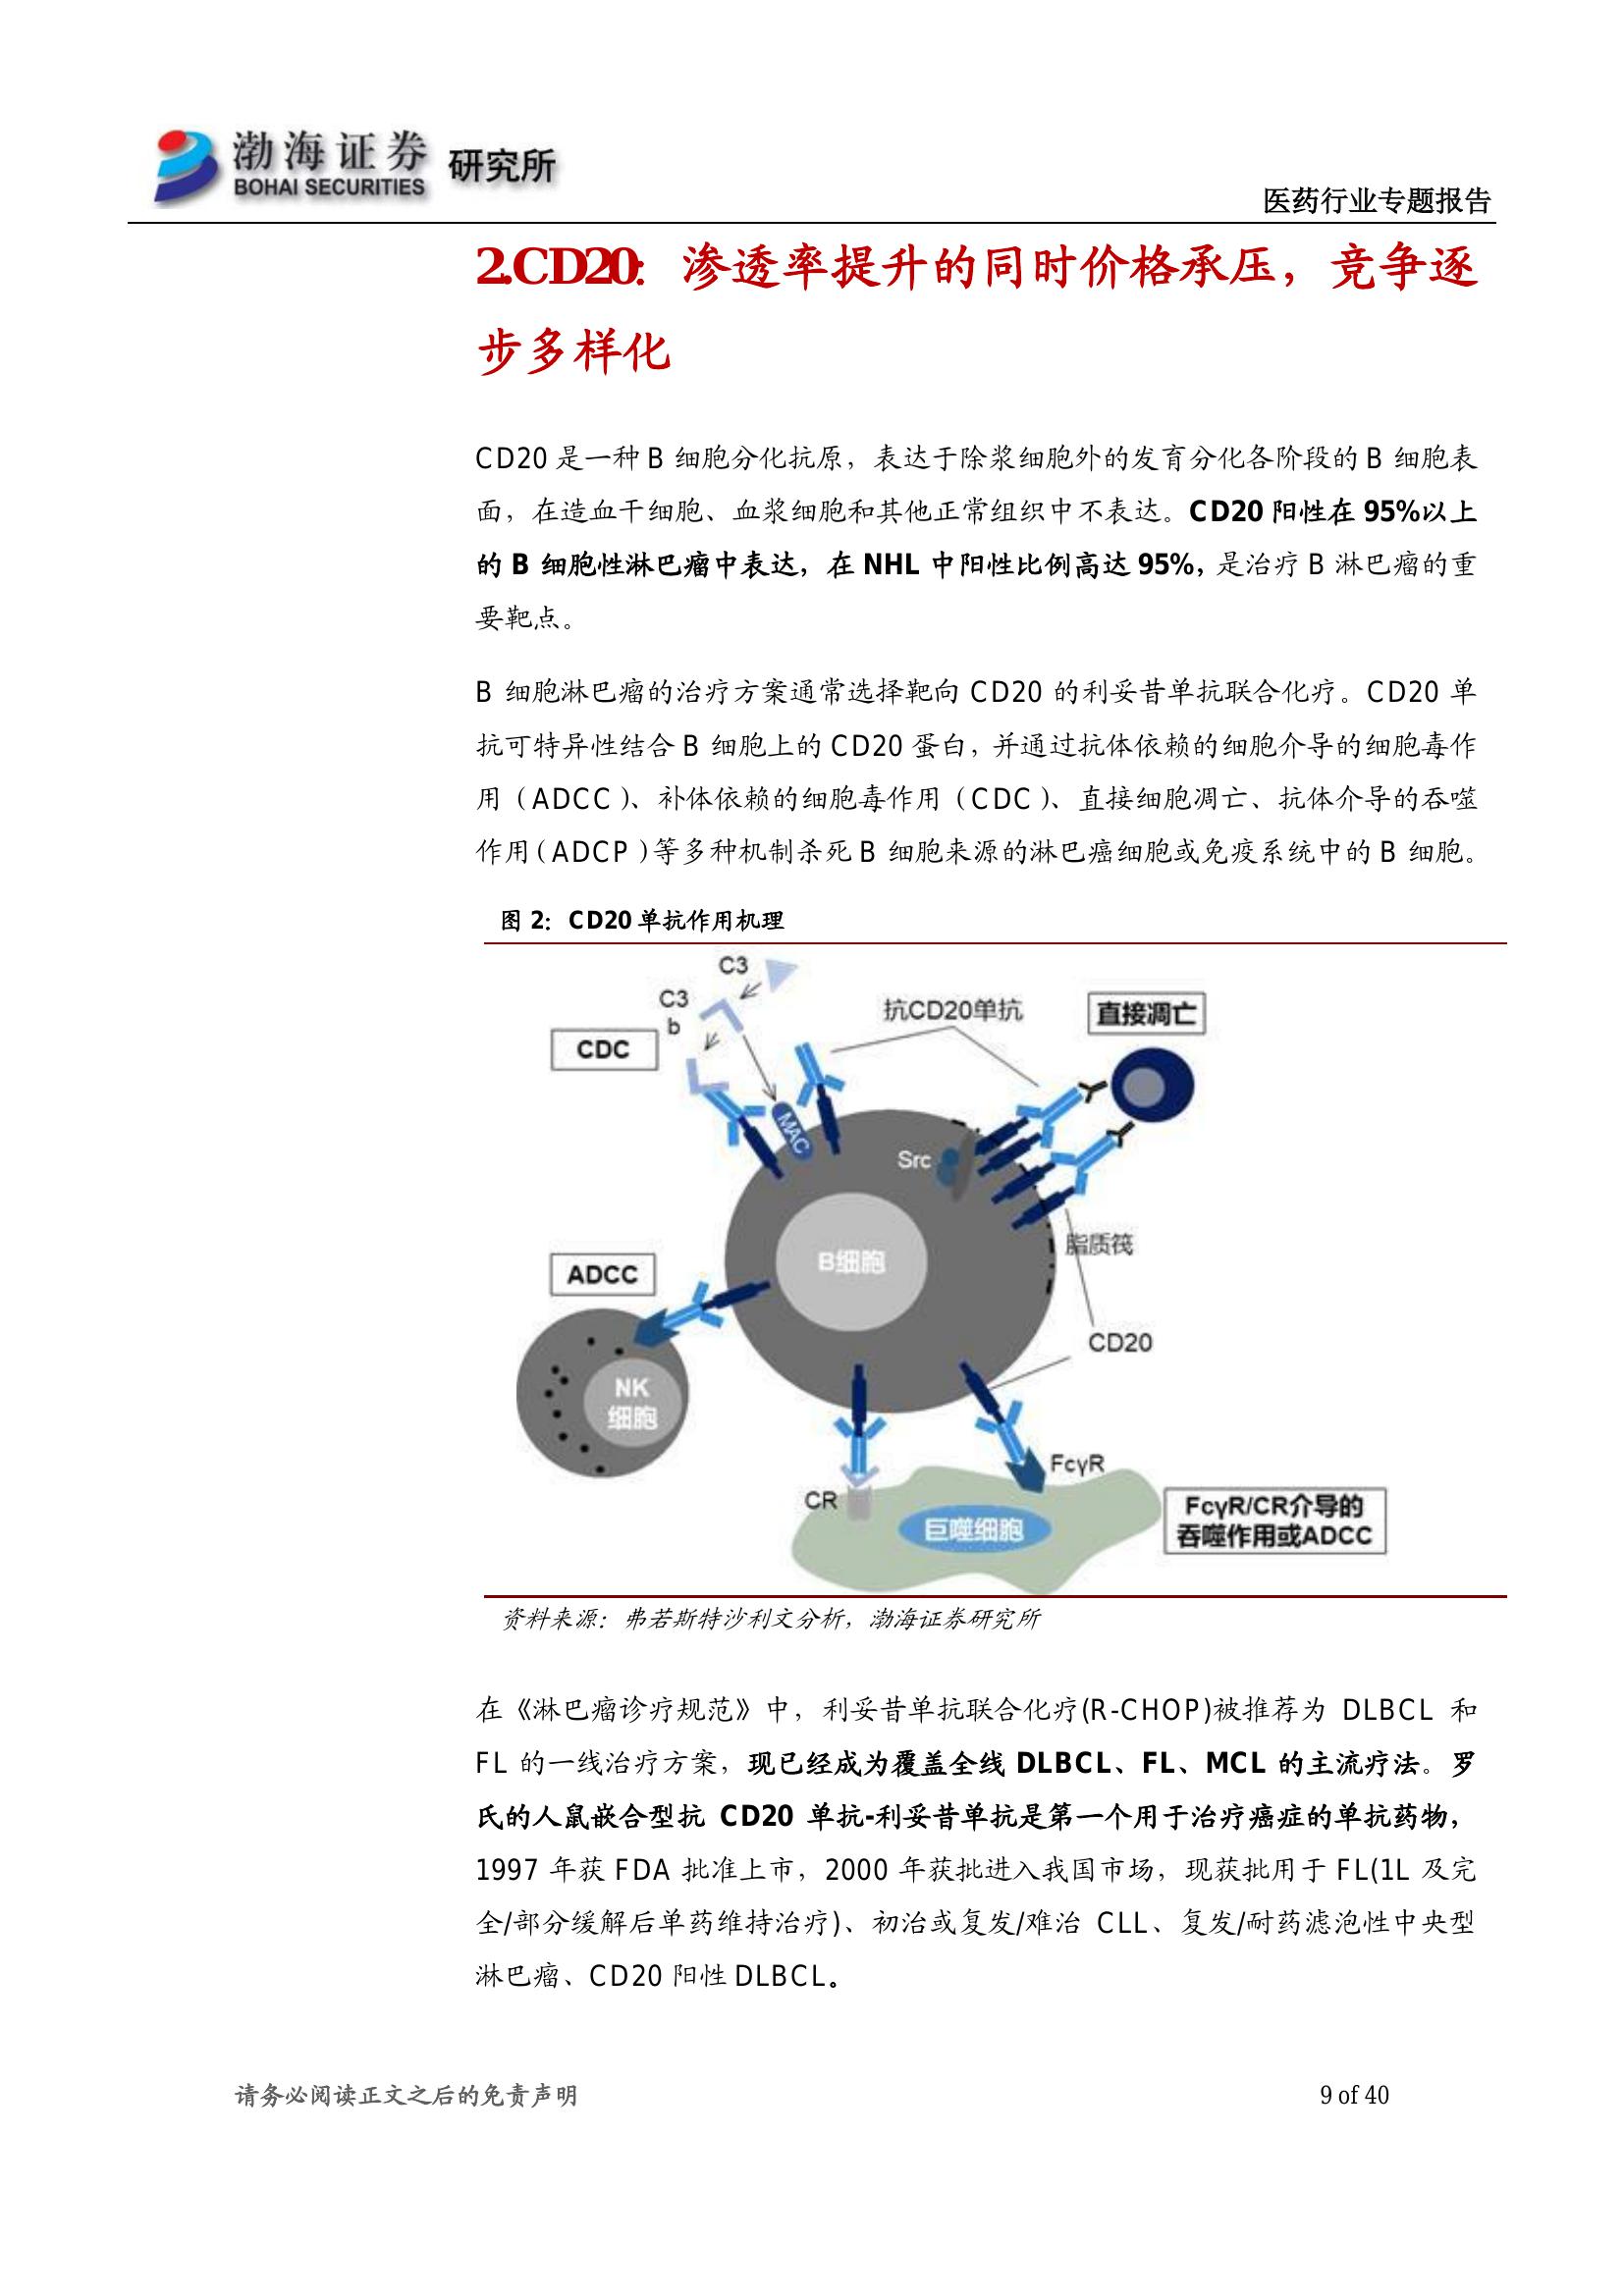 渤海证券 研究所
BOHAI SECURITIES
医药行业专题报告
2.CD20：渗透率提升的同时价格承压，竞争逐
步多样化
CD20 是一种 B 细胞分化抗原，表达于除浆细胞外的发育分化各阶段的 B 细胞表
面，在造血干细胞、血浆细胞和其他正常组织中不表达。CD20 阳性在 95%以上
的 B 细胞性淋巴瘤中表达，在 NHL 中阳性比例高达 95%，是治疗 B 淋巴瘤的重
要靶点。
B 细胞淋巴瘤的治疗方案通常选择靶向 CD20 的利妥昔单抗联合化疗。CD20 单
抗可特异性结合 B 细胞上的 CD20 蛋白，并通过抗体依赖的细胞介导的细胞毒作
用（ADCC）、补体依赖的细胞毒作用（CDC）、直接细胞凋亡、抗体介导的吞噬
作用（ADCP）等多种机制杀死 B 细胞来源的淋巴癌细胞或免疫系统中的 B 细胞。
图 2：CD20 单抗作用机理
C3
C3
b
抗CD20单抗
直接凋亡
CDC
MAC
Src
脂质筏
B细胞
ADCC
CD20
NK
细胞
FcγR
CR
巨噬细胞
FcγR/CR介导的
吞噬作用或ADCC
资料来源：弗若斯特沙利文分析，渤海证券研究所
在《淋巴瘤诊疗规范》中，利妥昔单抗联合化疗(R-CHOP)被推荐为 DLBCL 和
FL 的一线治疗方案，现已经成为覆盖全线 DLBCL、FL、MCL 的主流疗法。罗
氏的人鼠嵌合型抗 CD20 单抗-利妥昔单抗是第一个用于治疗癌症的单抗药物，
1997 年获 FDA 批准上市，2000 年获批进入我国市场，现获批用于 FL(1L 及完
全/部分缓解后单药维持治疗)、初治或复发/难治 CLL、复发/耐药滤泡性中央型
淋巴瘤、CD20 阳性 DLBCL。
请务必阅读正文之后的免责声明
9 of 40